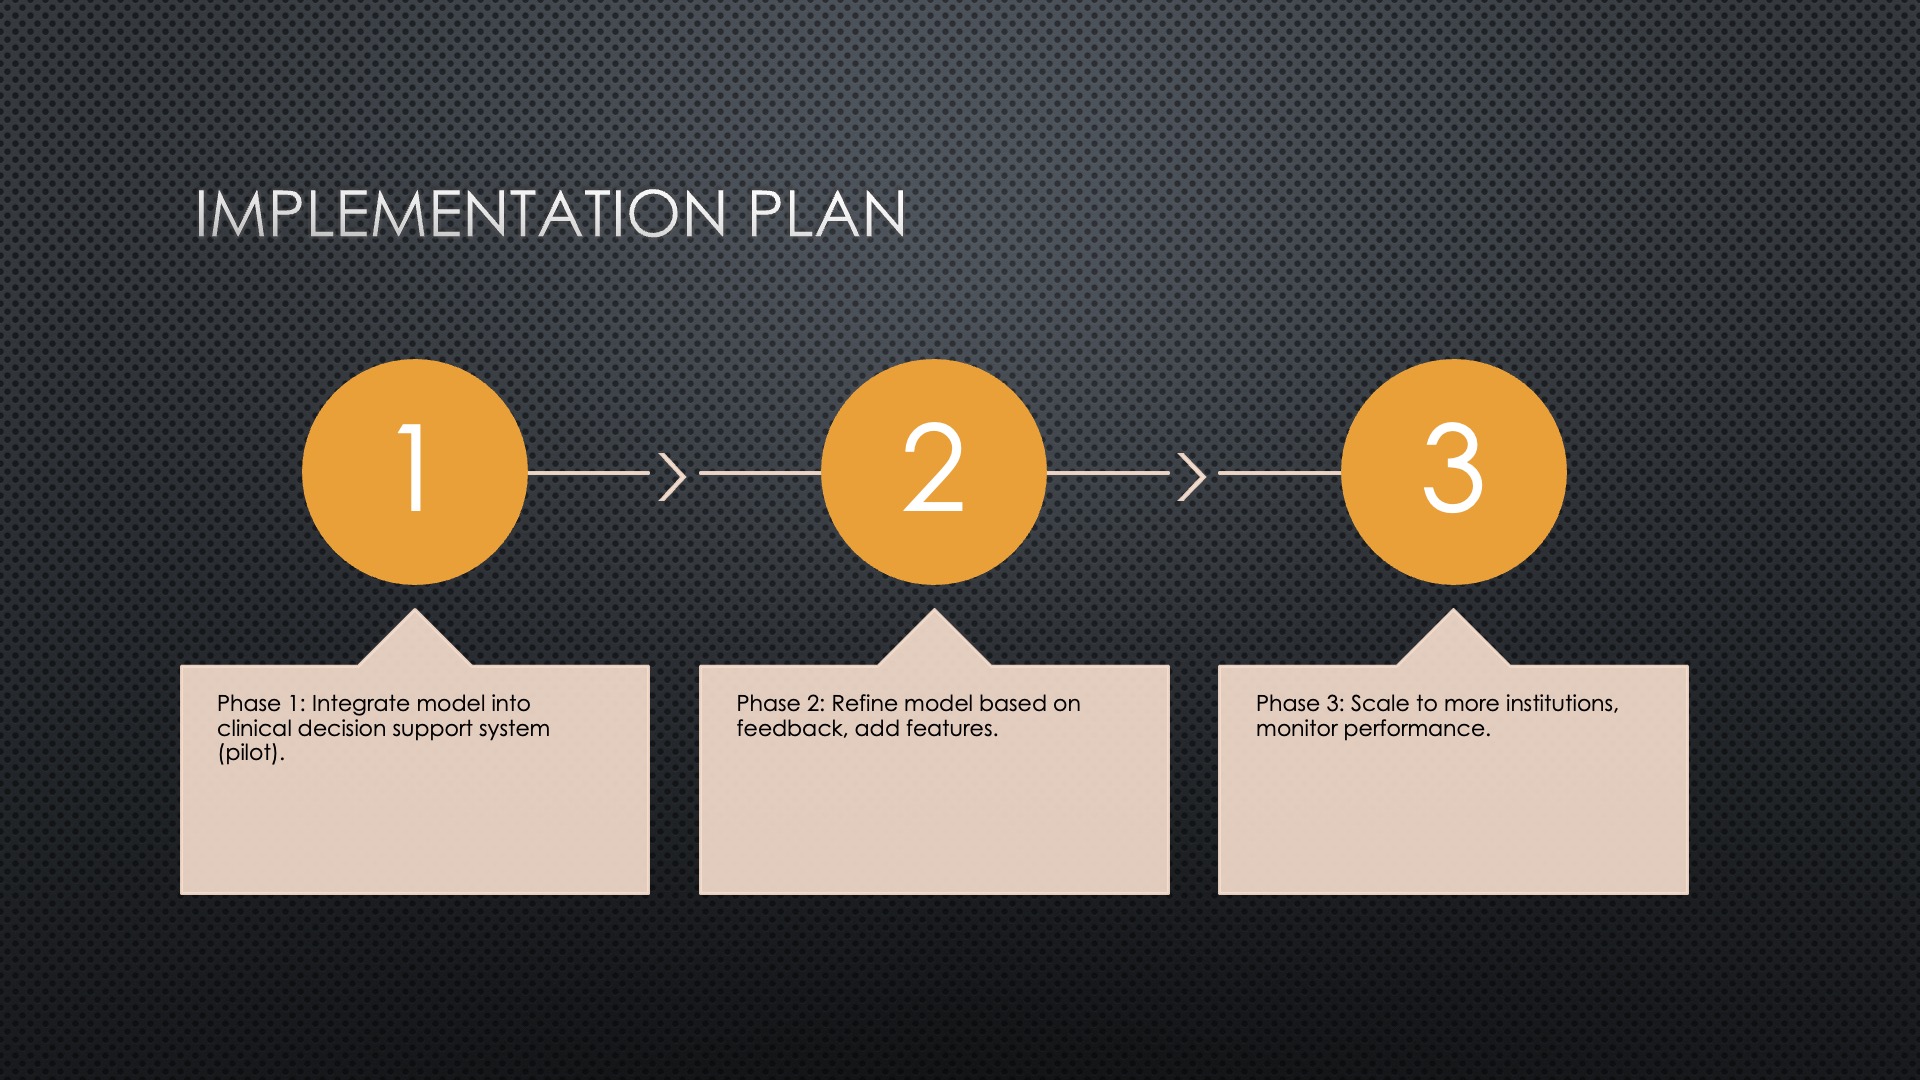 IMPLEMENTATION PLAN
1
2
3
Phase 1: Integrate model into
clinical decision support system
(pilot).
Phase 2: Refine model based on
feedback, add features.
Phase 3: Scale to more institutions,
monitor performance.